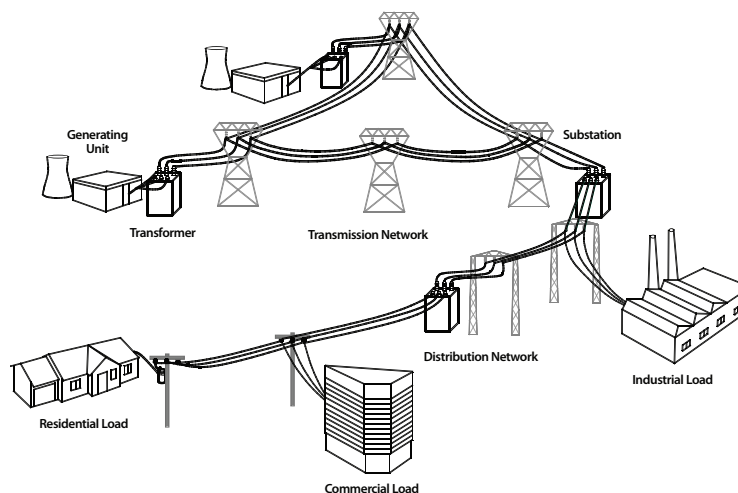 Generating
Unit
Substation
Transformer
Transmission Network
Distribution Network
Industrial Load
Residential Load
Commercial Load